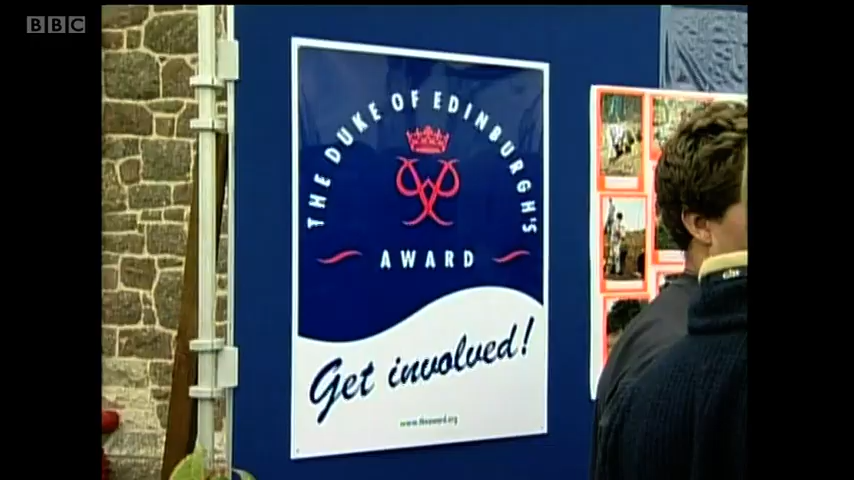 BBC
THE DUKE OF EDINBURGH'S
AWARD
Get involved!
www.theaward.org